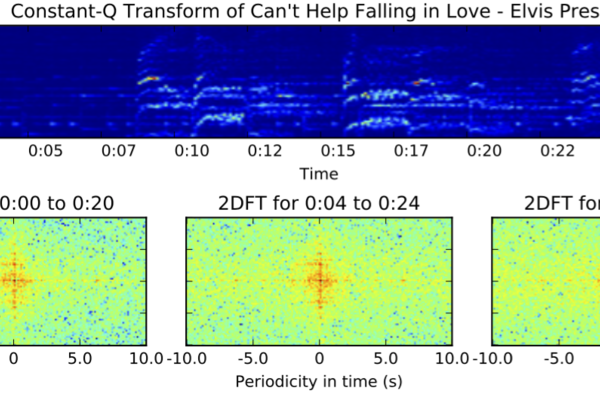 Constant-Q Transform of Can't Help Falling in Love - Elvis Pres
0:05 0:07 0:10 0:12 0:15 0:17 0:20 0:22
Time
0:00 to 0:20 2DFT for 0:04 to 0:24 2DFT for
0 5.0 10.0 -10.0 -5.0 0 5.0 10.0 -10.0 -5.0
Periodicity in time (s)